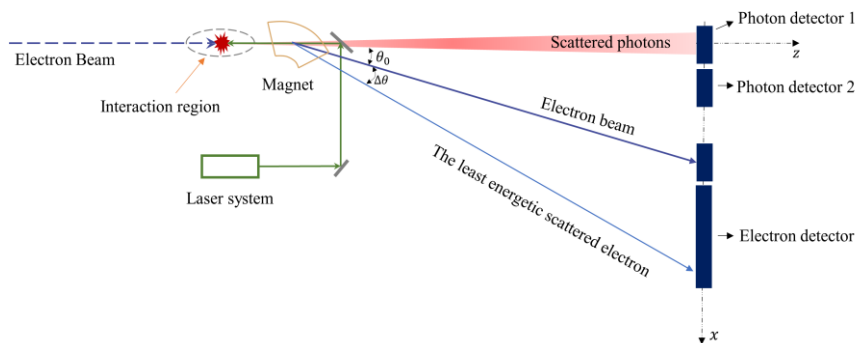 Photon detector 1
Scattered photons
z
θ₀
Electron Beam
Δθ
Magnet
Photon detector 2
Interaction region
Electron beam
The least energetic scattered electron
Laser system
Electron detector
x